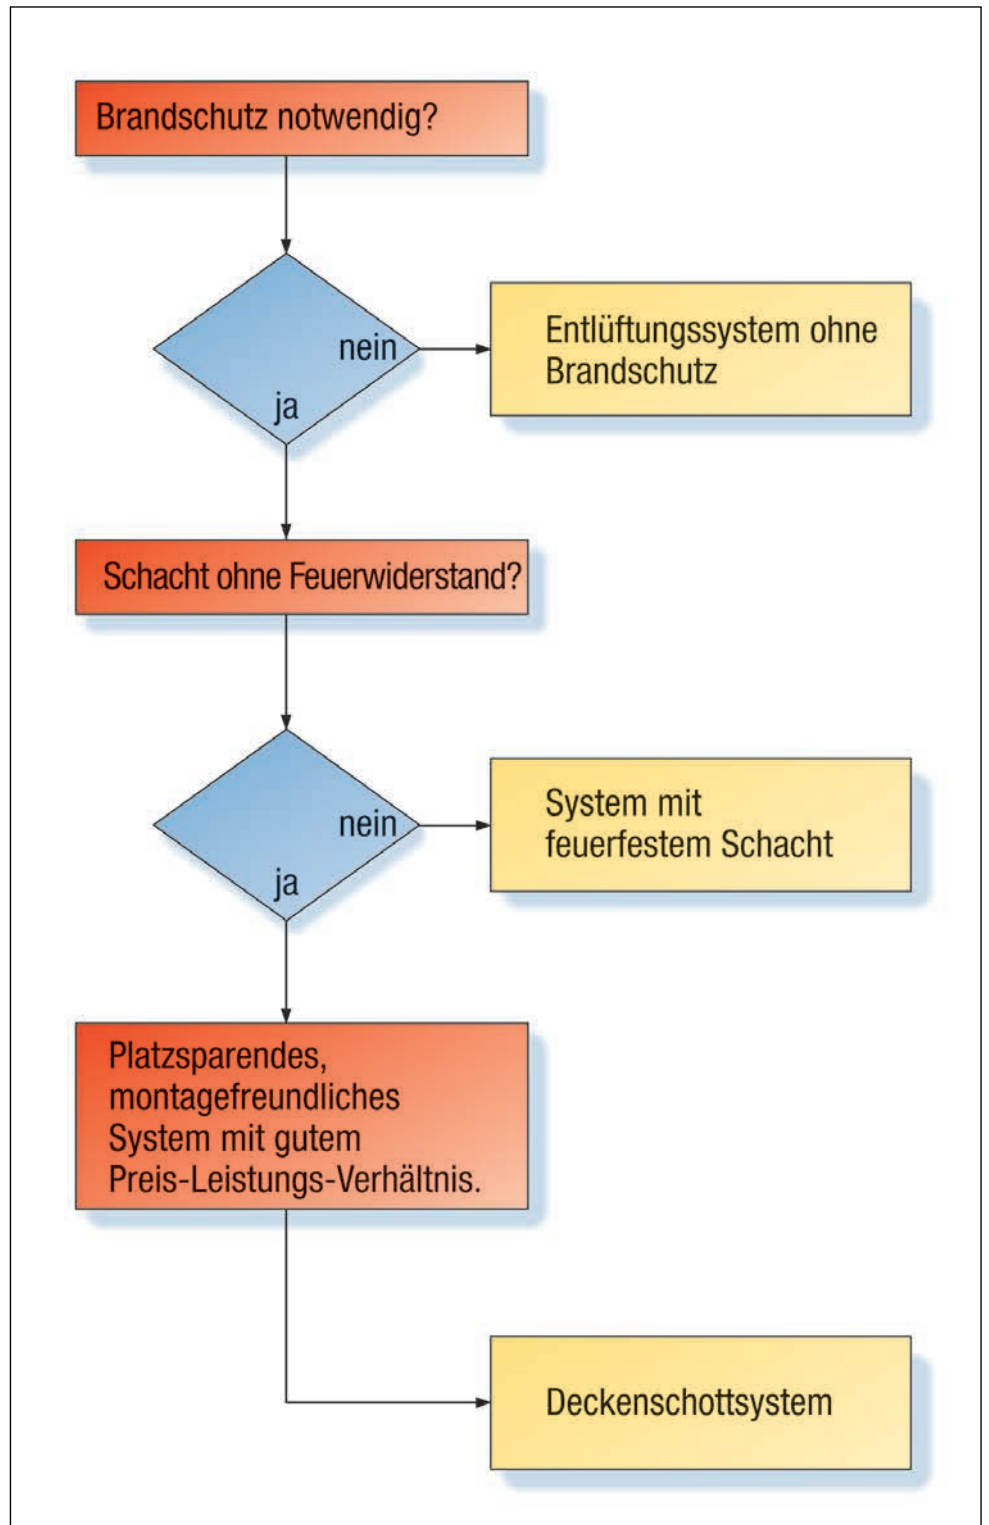 Brandschutz notwendig?
nein
ja
Entlüftungssystem ohne
Brandschutz
Schacht ohne Feuerwiderstand?
nein
ja
System mit
feuerfestem Schacht
Platzsparendes,
montagefreundliches
System mit gutem
Preis-Leistungs-Verhältnis.
Deckenschottsystem